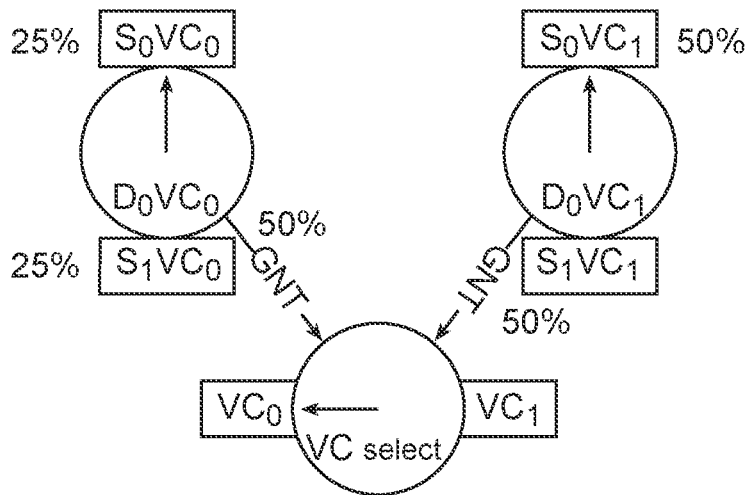 25% S₀VC₀ S₀VC₁ 50%
D₀VC₀ D₀VC₁
50%
25% S₁VC₀ GNT GNT S₁VC₁
50%
VC₀ VC₁
VC select